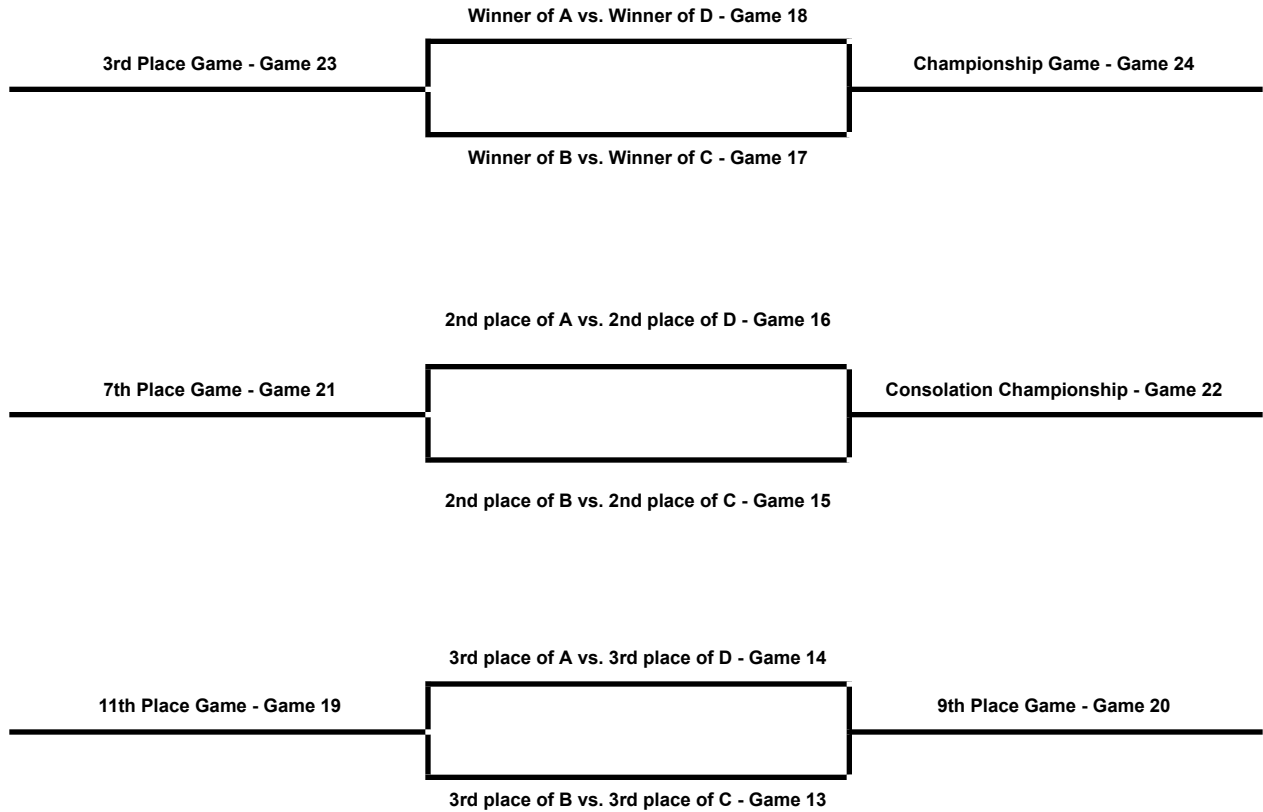 Winner of A vs. Winner of D - Game 18
3rd Place Game - Game 23
Championship Game - Game 24
Winner of B vs. Winner of C - Game 17
2nd place of A vs. 2nd place of D - Game 16
7th Place Game - Game 21
Consolation Championship - Game 22
2nd place of B vs. 2nd place of C - Game 15
3rd place of A vs. 3rd place of D - Game 14
11th Place Game - Game 19
9th Place Game - Game 20
3rd place of B vs. 3rd place of C - Game 13